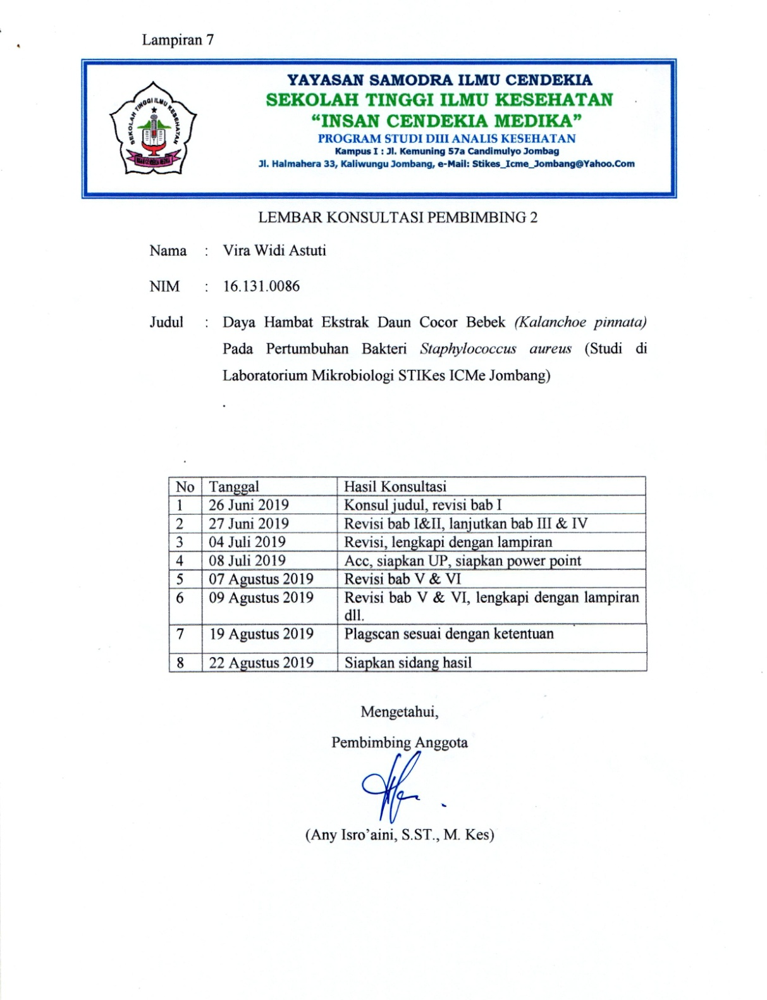 Lampiran 7
YAYASAN SAMODRA ILMU CENDEKIA
SEKOLAH TINGGI ILMU KESEHATAN
“INSAN CENDEKIA MEDIKA”
PROGRAM STUDI DIII ANALIS KESEHATAN
Kampus I : Jl. Kemuning 57a Candimulyo Jombag
Jl. Halmahera 33, Kaliwungu Jombang, e-Mail: Stikes_Icme_Jombang@Yahoo.Com
SEKOLAH TINGGI ILMU KESEHATAN
INSAN CENDEKIA MEDIKA
LEMBAR KONSULTASI PEMBIMBING 2
Nama : Vira Widi Astuti
NIM : 16.131.0086
Judul : Daya Hambat Ekstrak Daun Cocor Bebek (Kalanchoe pinnata)
Pada Pertumbuhan Bakteri Staphylococcus aureus (Studi di
Laboratorium Mikrobiologi STIKes ICMe Jombang)
.
No Tanggal Hasil Konsultasi
1 26 Juni 2019 Konsul judul, revisi bab I
2 27 Juni 2019 Revisi bab I&II, lanjutkan bab III & IV
3 04 Juli 2019 Revisi, lengkapi dengan lampiran
4 08 Juli 2019 Acc, siapkan UP, siapkan power point
5 07 Agustus 2019 Revisi bab V & VI
6 09 Agustus 2019 Revisi bab V & VI, lengkapi dengan lampiran
dll.
7 19 Agustus 2019 Plagscan sesuai dengan ketentuan
8 22 Agustus 2019 Siapkan sidang hasil
Mengetahui,
Pembimbing Anggota
(Any Isro’aini, S.ST., M. Kes)